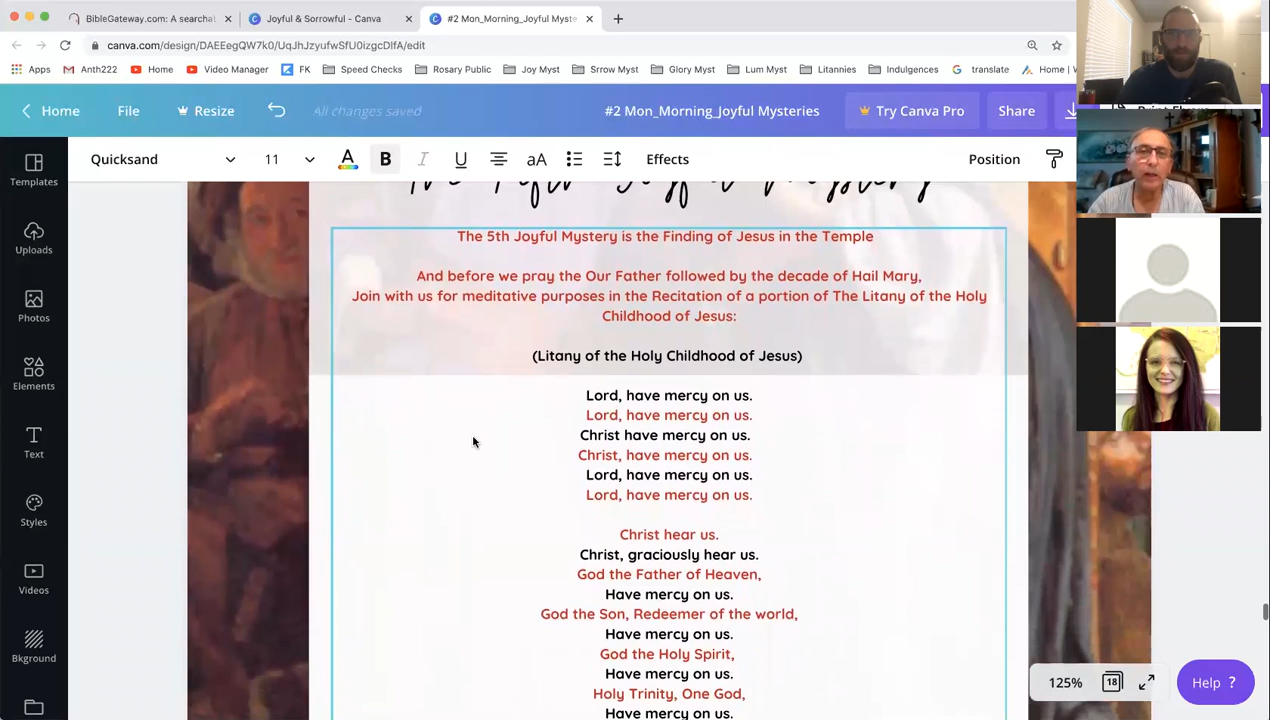 BibleGateway.com: A searchal
Joyful & Sorrowful - Canva
#2 Mon_Morning_Joyful Myste
canva.com/design/DAEEegQW7k0/UqJhJzyufwSfU0izgcDlfA/edit
Apps Anth222 Home Video Manager FK Speed Checks Rosary Public Joy Myst Srrow Myst Glory Myst Lum Myst Litannies Indulgences translate Home | W
Home File Resize All changes saved #2 Mon_Morning_Joyful Mysteries Try Canva Pro Share
Quicksand 11 A B I U aA Effects Position
Templates
Uploads
Photos
Elements
Text
Styles
Videos
Bkground
The Fifth Joyful Mystery
The 5th Joyful Mystery is the Finding of Jesus in the Temple
And before we pray the Our Father followed by the decade of Hail Mary,
Join with us for meditative purposes in the Recitation of a portion of The Litany of the Holy
Childhood of Jesus:
(Litany of the Holy Childhood of Jesus)
Lord, have mercy on us.
Lord, have mercy on us.
Christ have mercy on us.
Christ, have mercy on us.
Lord, have mercy on us.
Lord, have mercy on us.
Christ hear us.
Christ, graciously hear us.
God the Father of Heaven,
Have mercy on us.
God the Son, Redeemer of the world,
Have mercy on us.
God the Holy Spirit,
Have mercy on us.
Holy Trinity, One God,
Have mercy on us.
125% 18 Help ?